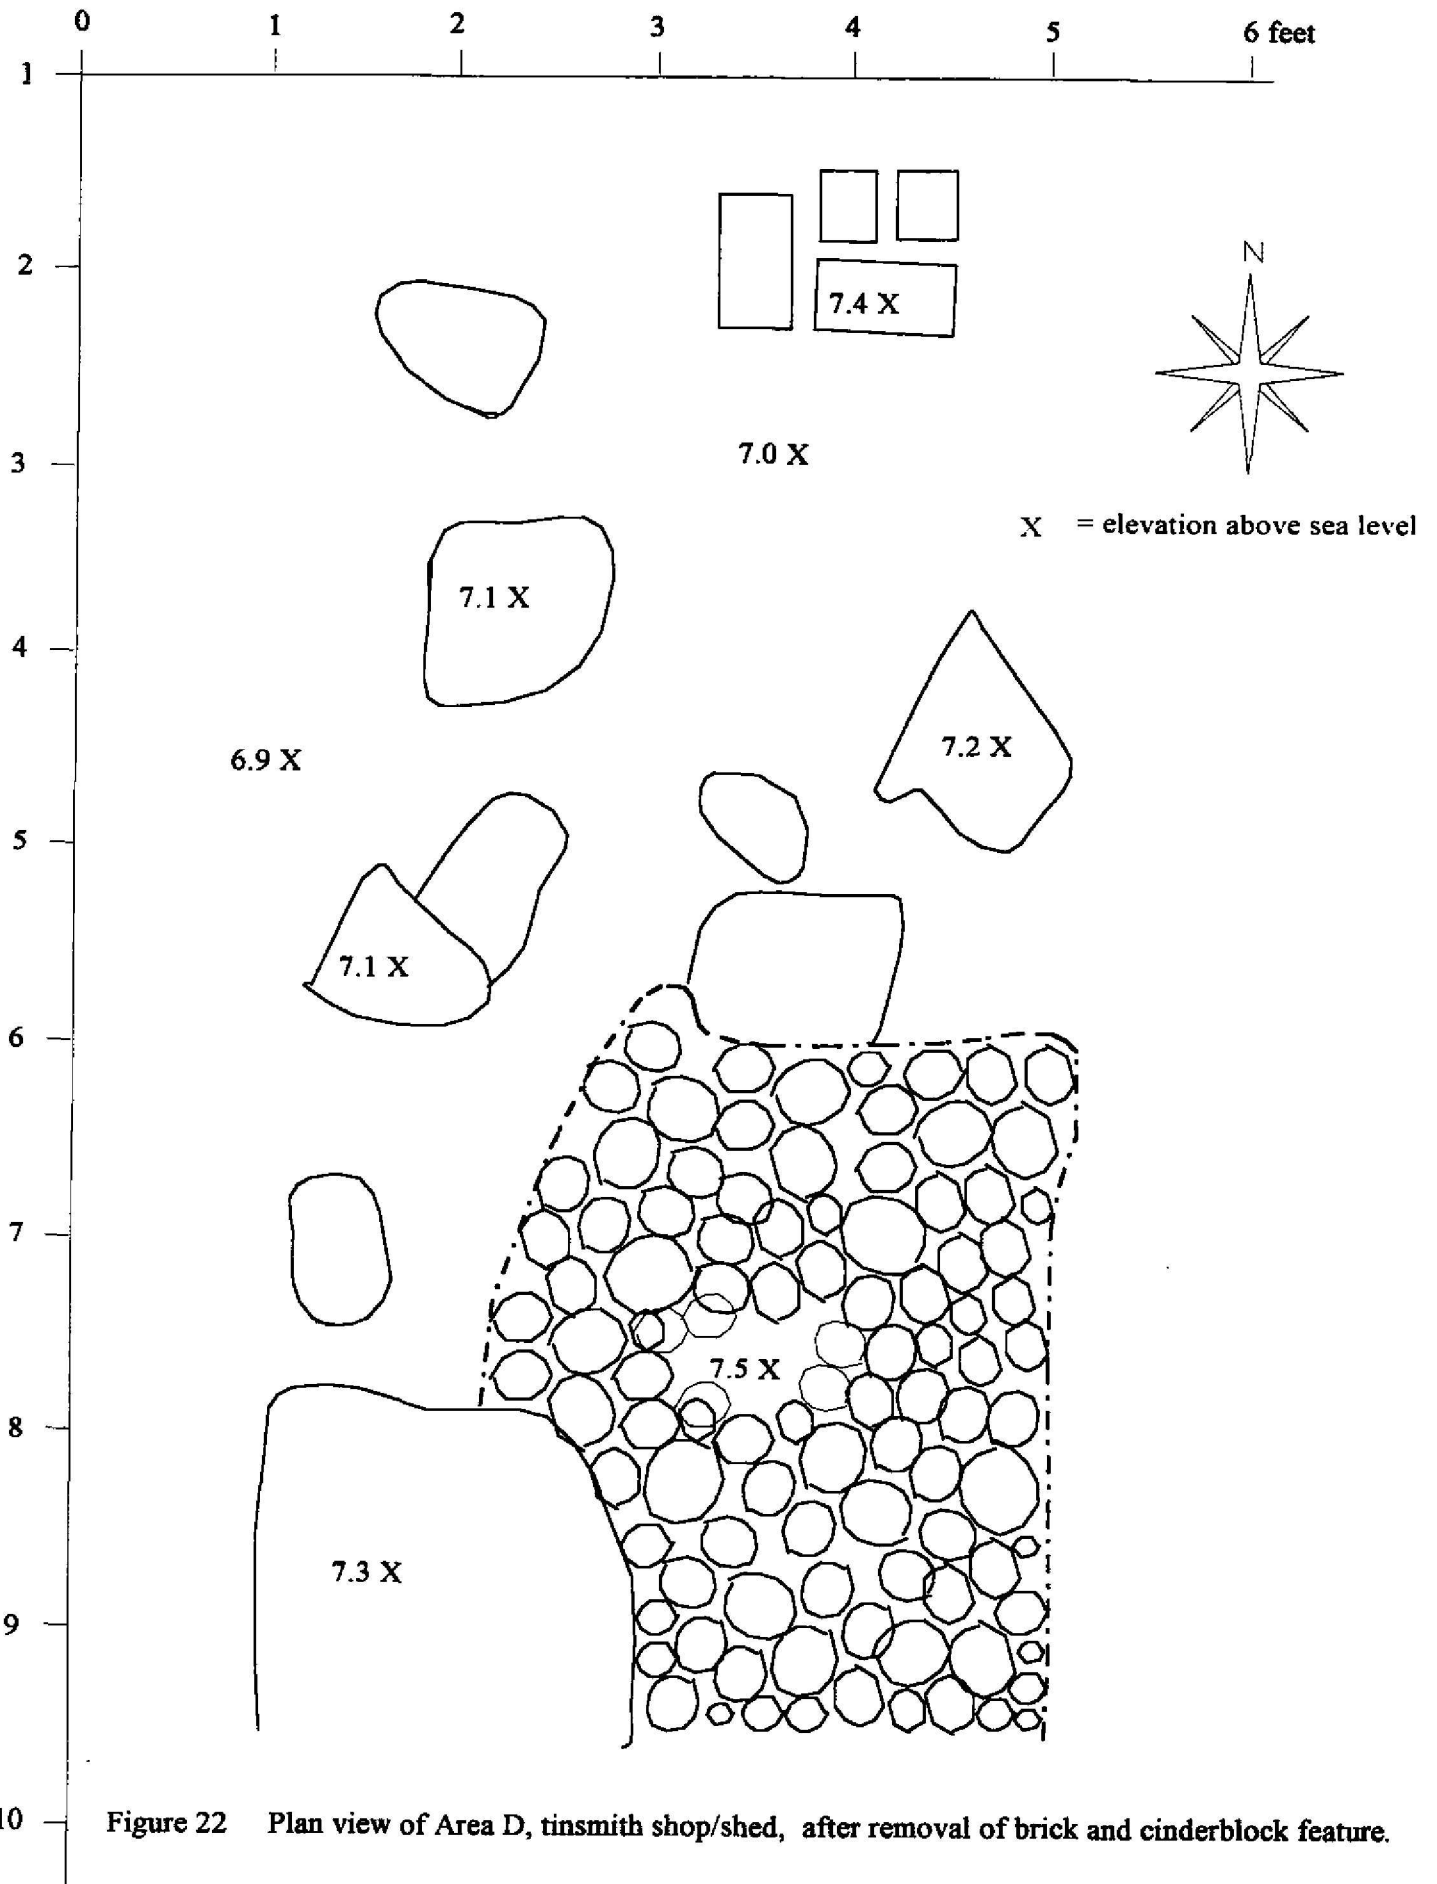 0 1 2 3 4 5 6 feet
1
2
7.4 X
N
3
7.0 X
X = elevation above sea level
7.1 X
4
7.2 X
6.9 X
5
7.1 X
6
7
7.5 X
8
7.3 X
9
10
Figure 22 Plan view of Area D, tinsmith shop/shed, after removal of brick and cinderblock feature.